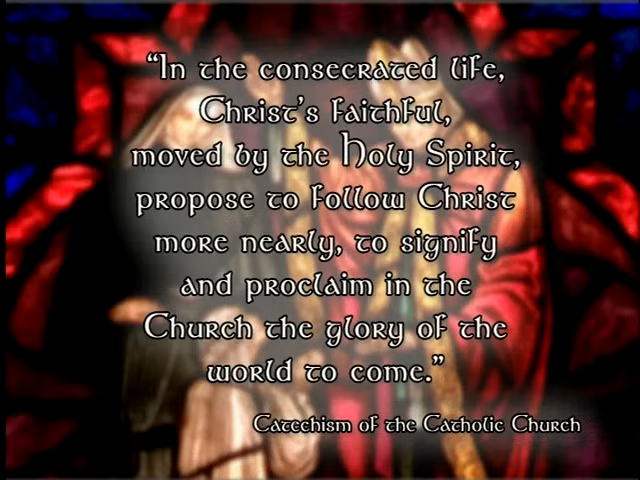 “In the consecrated life,
Christ’s faithful,
moved by the Holy Spirit,
propose to follow Christ
more nearly, to signify
and proclaim in the
Church the glory of the
world to come.”
Catechism of the Catholic Church